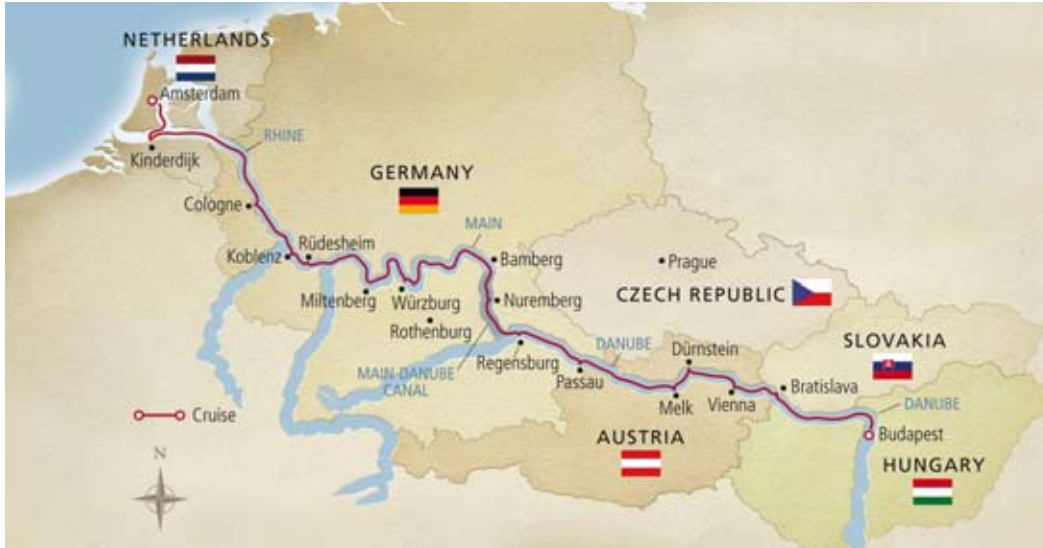 NETHERLANDS
Amsterdam
Kinderdijk
RHINE
GERMANY
Cologne
Koblenz
Rüdesheim
MAIN
Bamberg
Miltenberg
Würzburg
Nuremberg
Rothenburg
MAIN-DANUBE
CANAL
Regensburg
Prague
CZECH REPUBLIC
DANUBE
Passau
Dürnstein
Melk
Vienna
SLOVAKIA
Bratislava
DANUBE
Budapest
AUSTRIA
HUNGARY
Cruise
N